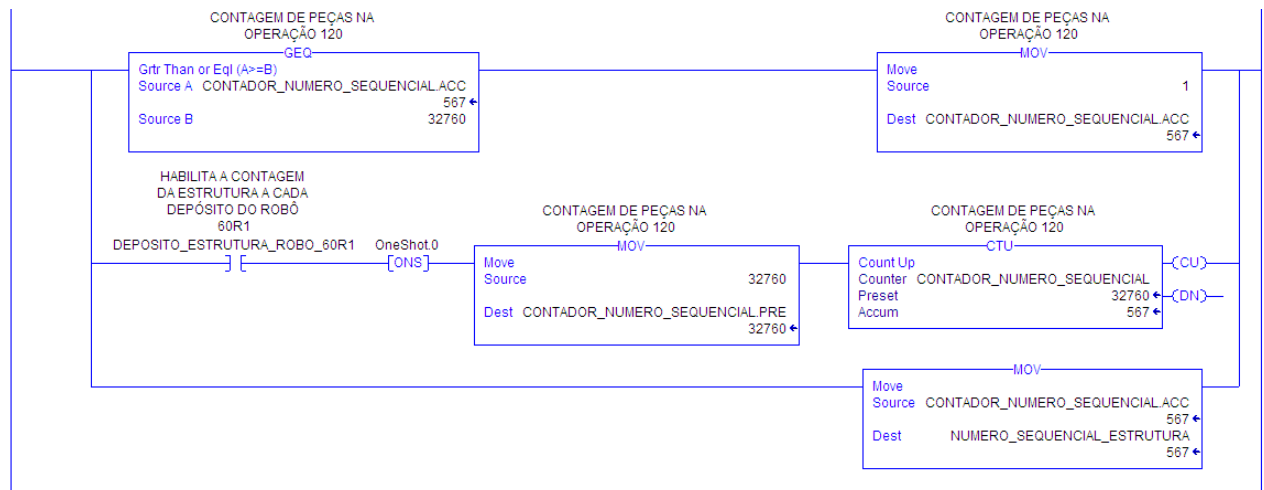 CONTAGEM DE PEÇAS NA
OPERAÇÃO 120
GEQ
Grtr Than or Eql (A>=B)
Source A CONTADOR_NUMERO_SEQUENCIAL.ACC
567
Source B 32760
CONTAGEM DE PEÇAS NA
OPERAÇÃO 120
MOV
Move
Source 1
Dest CONTADOR_NUMERO_SEQUENCIAL.ACC
567
HABILITA A CONTAGEM
DA ESTRUTURA A CADA
DEPÓSITO DO ROBÔ
60R1
DEPOSITO_ESTRUTURA_ROBO_60R1
OneShot.0
ONS
CONTAGEM DE PEÇAS NA
OPERAÇÃO 120
MOV
Move
Source 32760
Dest CONTADOR_NUMERO_SEQUENCIAL.PRE
32760
CONTAGEM DE PEÇAS NA
OPERAÇÃO 120
CTU
Count Up
Counter CONTADOR_NUMERO_SEQUENCIAL
Preset 32760
Accum 567
CU
DN
MOV
Move
Source CONTADOR_NUMERO_SEQUENCIAL.ACC
567
Dest NUMERO_SEQUENCIAL_ESTRUTURA
567